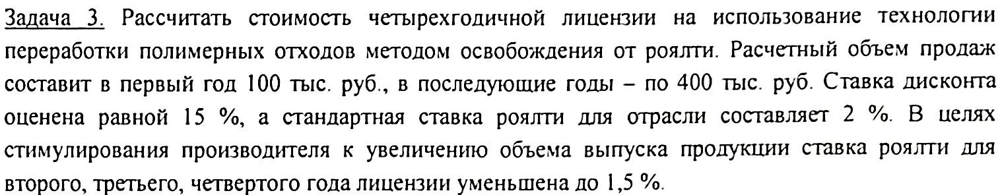 Задача 3. Рассчитать стоимость четырехгодичной лицензии на использование технологии
переработки полимерных отходов методом освобождения от роялти. Расчетный объем продаж
составит в первый год 100 тыс. руб., в последующие годы – по 400 тыс. руб. Ставка дисконта
оценена равной 15 %, а стандартная ставка роялти для отрасли составляет 2 %. В целях
стимулирования производителя к увеличению объема выпуска продукции ставка роялти для
второго, третьего, четвертого года лицензии уменьшена до 1,5 %.